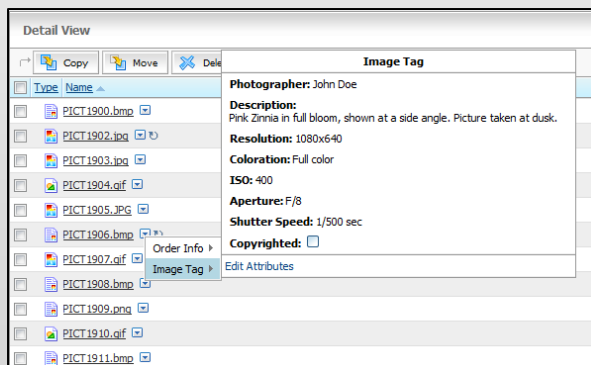 Detail View
Copy Move Dele
Image Tag
Photographer: John Doe
Description:
Pink Zinnia in full bloom, shown at a side angle. Picture taken at dusk.
Resolution: 1080x640
Coloration: Full color
ISO: 400
Aperture: F/8
Shutter Speed: 1/500 sec
Copyrighted:
Edit Attributes
Type Name
PICT1900.bmp
PICT1902.jpg
PICT1903.jpg
PICT1904.gif
PICT1905.JPG
PICT1906.bmp
Order Info
PICT1907.gif
Image Tag
PICT1908.bmp
PICT1909.png
PICT1910.gif
PICT1911.bmp